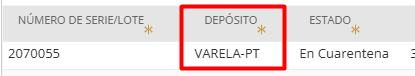 NÚMERO DE SERIE/LOTE DEPÓSITO ESTADO
2070055 VARELA-PT En Cuarentena